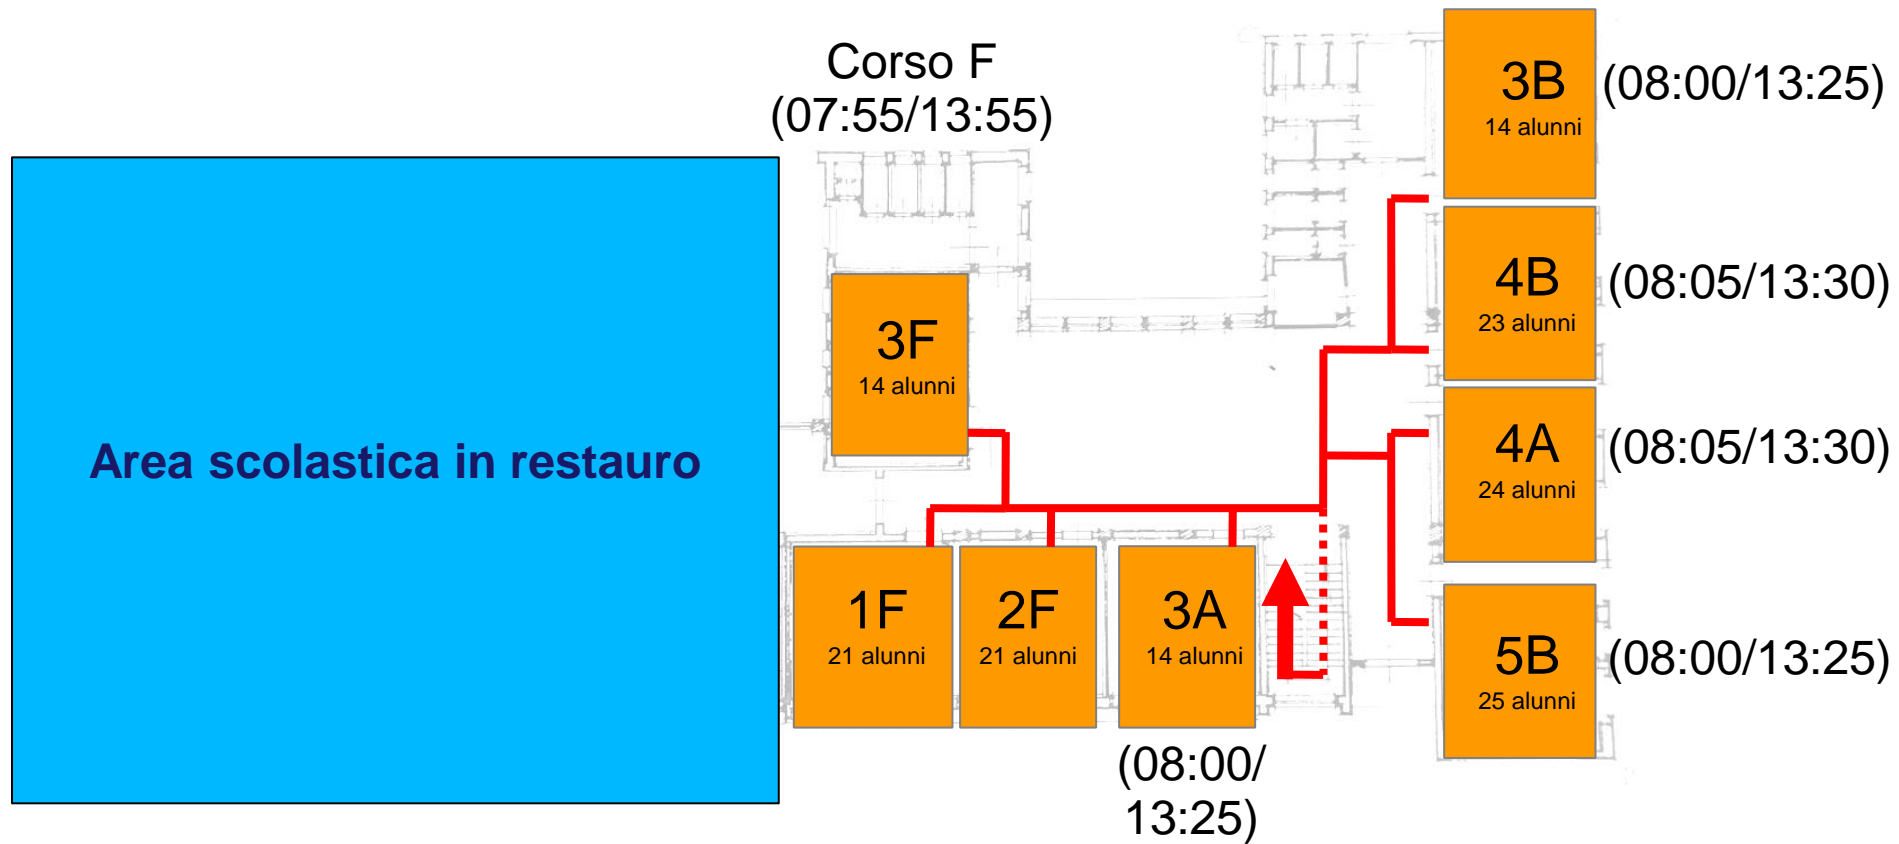 Corso F
(07:55/13:55)
3B
14 alunni
(08:00/13:25)
4B
23 alunni
(08:05/13:30)
3F
14 alunni
4A
24 alunni
(08:05/13:30)
Area scolastica in restauro
1F
21 alunni
2F
21 alunni
3A
14 alunni
5B
25 alunni
(08:00/13:25)
(08:00/
13:25)